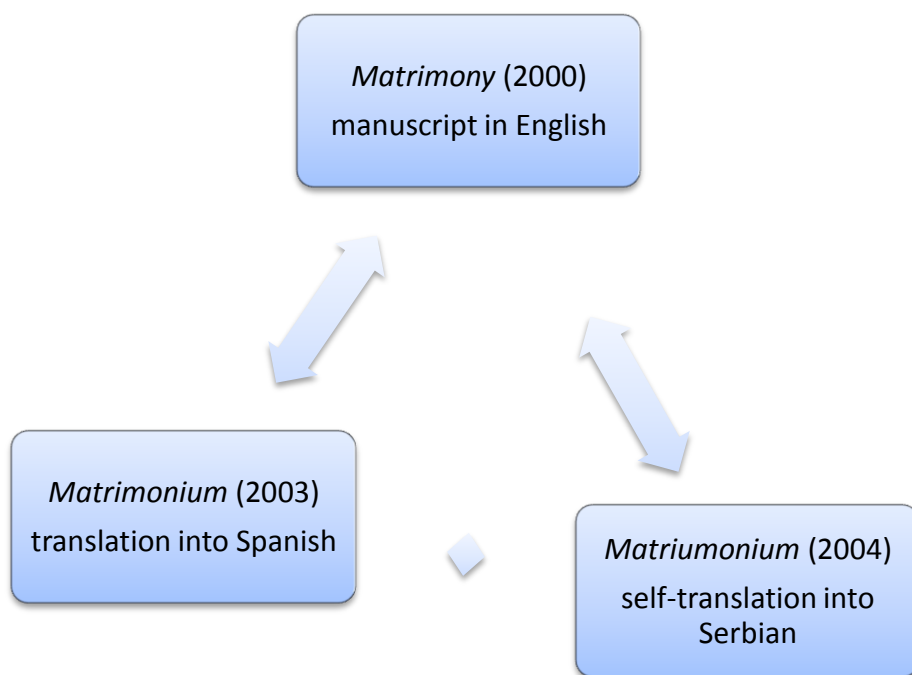 Matrimony (2000)
manuscript in English
Matrimonium (2003)
translation into Spanish
Matriumonium (2004)
self-translation into
Serbian